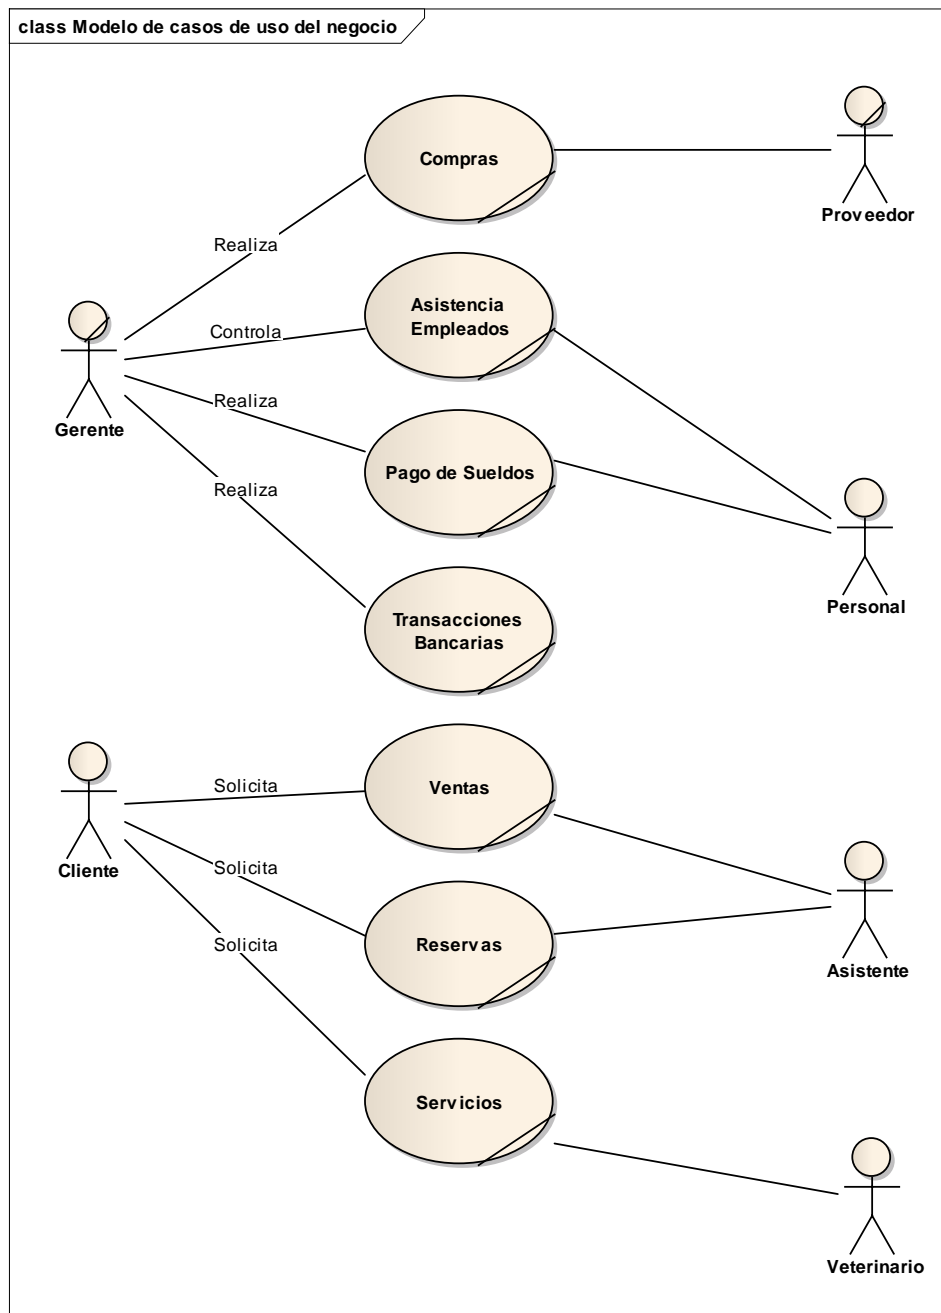 class Modelo de casos de uso del negocio
Compras
Proveedor
Realiza
Asistencia
Empleados
Controla
Gerente
Realiza
Pago de Sueldos
Realiza
Personal
Transacciones
Bancarias
Solicita
Ventas
Cliente
Solicita
Reservas
Asistente
Solicita
Servicios
Veterinario